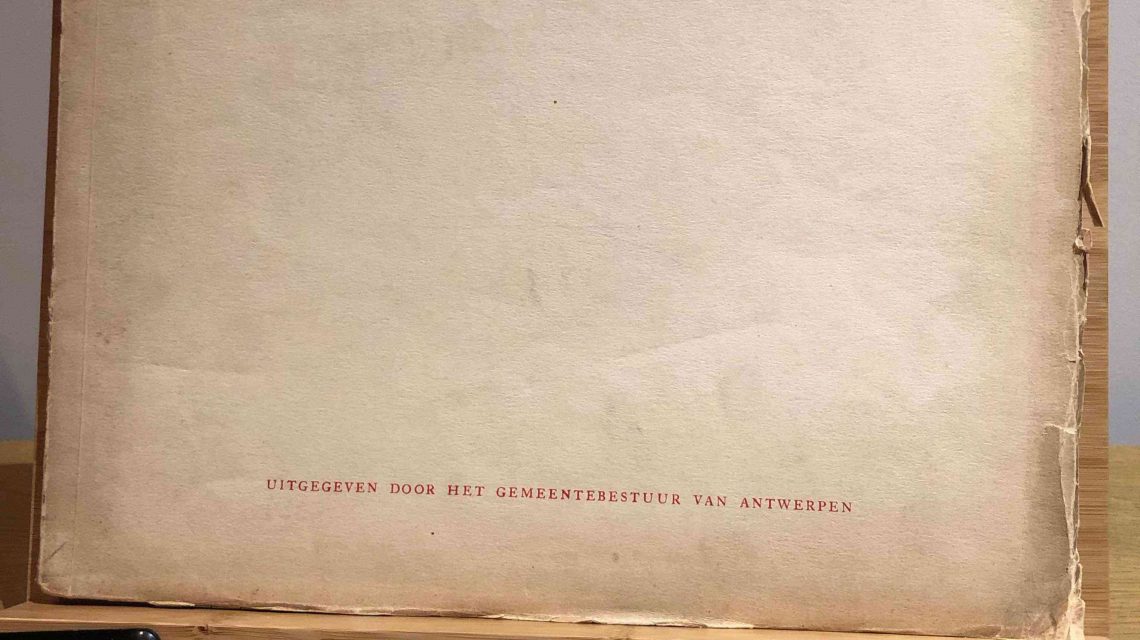 UITGEGEVEN DOOR HET GEMEENTEBESTUUR VAN ANTWERPEN